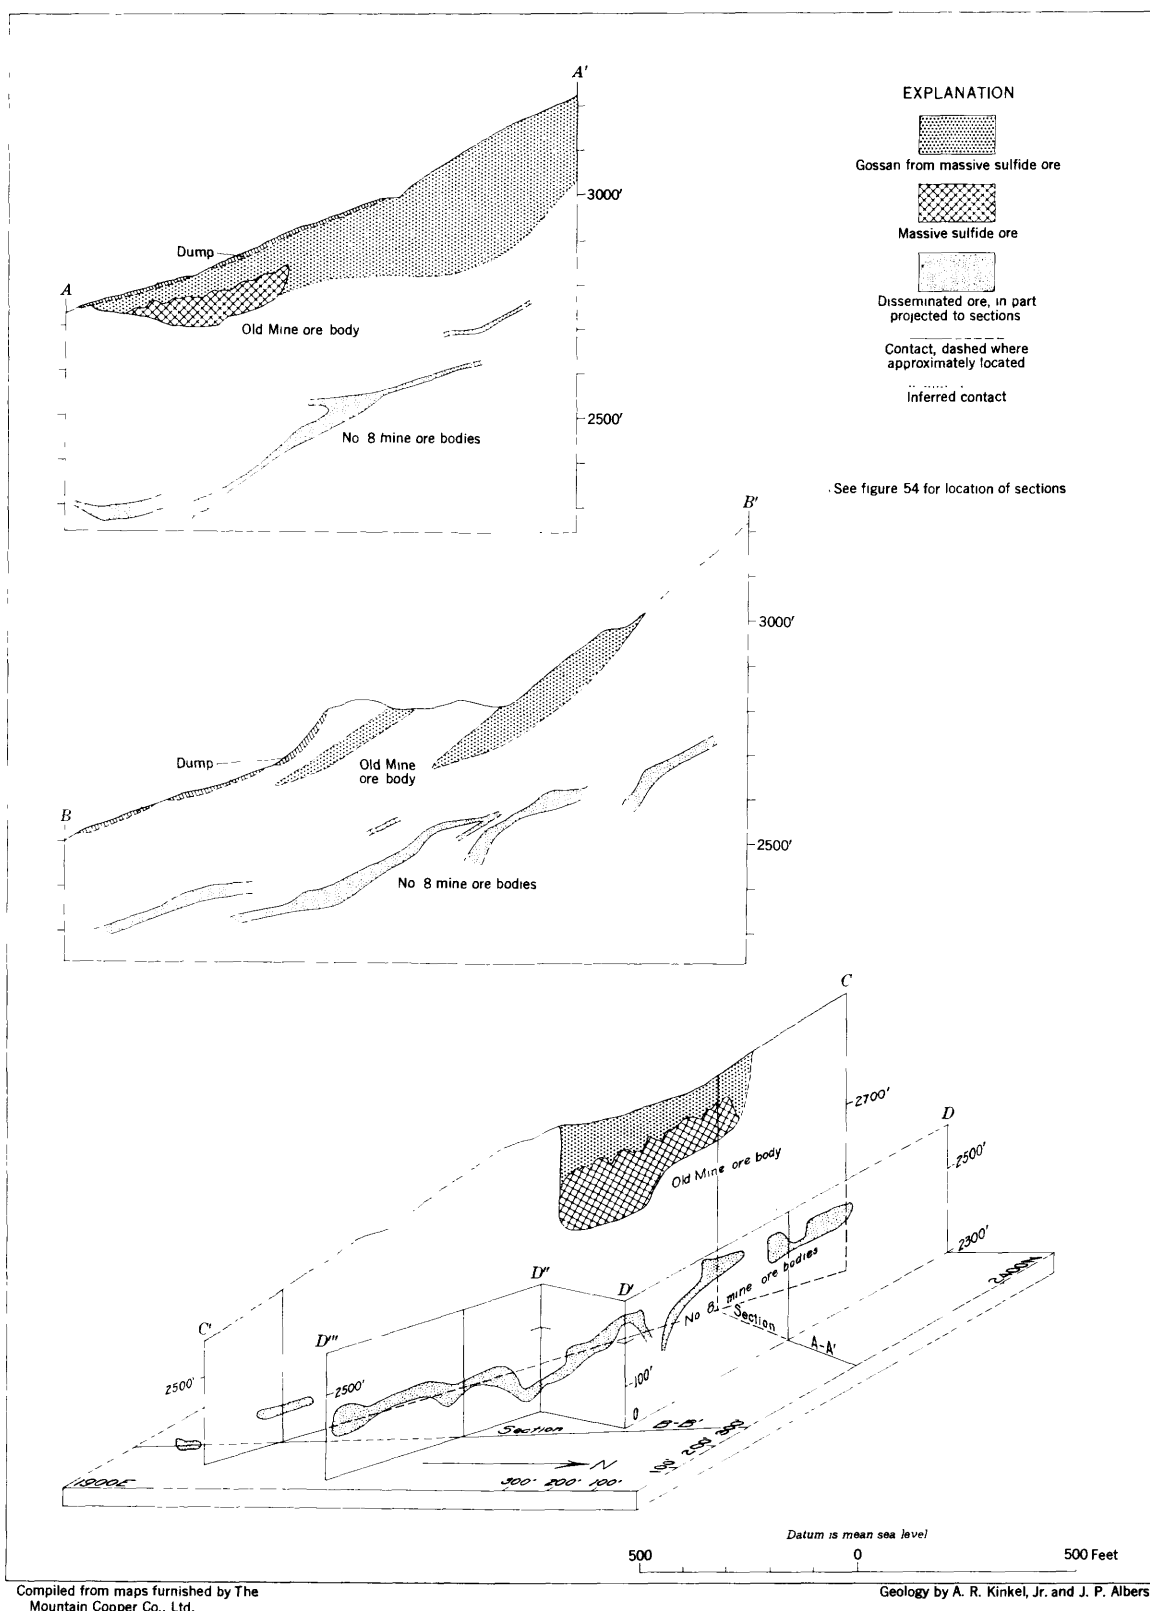 A'
3000'
Dump
A
Old Mine ore body
2500'
No 8 mine ore bodies
EXPLANATION
Gossan from massive sulfide ore
Massive sulfide ore
Disseminated ore, in part
projected to sections
Contact, dashed where
approximately located
Inferred contact
See figure 54 for location of sections
B'
3000'
Dump
Old Mine
ore body
B
2500'
No 8 mine ore bodies
C
2700'
D
2500'
Old Mine ore body
2300'
2400N
No 8 mine ore bodies
Section
A-A'
D''
D'
C'
D'''
2500'
2500'
100'
0
Section
B-B'
N
1900E
300' 200' 100'
100' 200' 300'
Datum is mean sea level
500 0 500 Feet
Compiled from maps furnished by The
Mountain Copper Co., Ltd.
Geology by A. R. Kinkel, Jr. and J. P. Albers